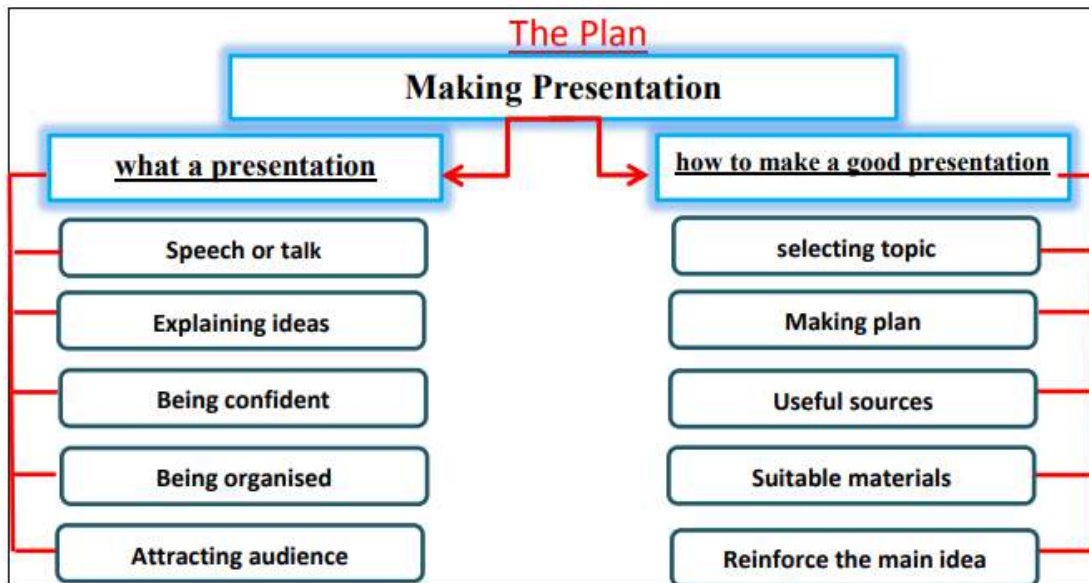 The Plan
Making Presentation
what a presentation
Speech or talk
Explaining ideas
Being confident
Being organised
Attracting audience
how to make a good presentation
selecting topic
Making plan
Useful sources
Suitable materials
Reinforce the main idea